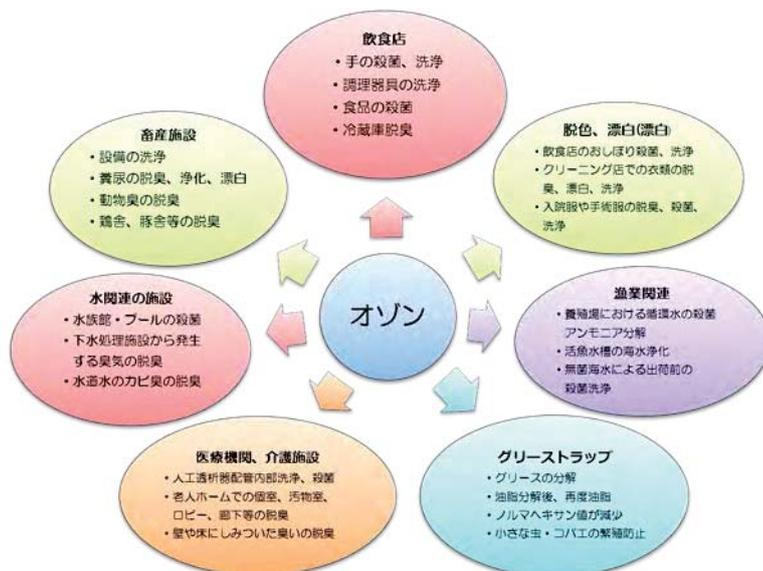 飲食店
・手の殺菌、洗浄
・調理器具の洗浄
・食品の殺菌
・冷蔵庫脱臭
脱色、漂白(漂白)
・飲食店のおしぼり殺菌、洗浄
・クリーニング店での衣類の脱
臭、漂白、洗浄
・入院服や手術服の脱臭、殺菌、
洗浄
漁業関連
・養殖場における循環水の殺菌
アンモニア分解
・活魚水槽の海水浄化
・無菌海水による出荷前の
殺菌洗浄
グリーストラップ
・グリースの分解
・油脂分解後、再度油脂
・ノルマヘキサン値が減少
・小さな虫・コバエの繁殖防止
医療機関、介護施設
・人工透析器配管内部洗浄、殺菌
・老人ホームでの個室、汚物室、
ロビー、廊下等の脱臭
・壁や床にしみついた臭いの脱臭
水関連の施設
・水族館・プールの殺菌
・下水処理施設から発生
する臭気の脱臭
・水道水のカビ臭の脱臭
畜産施設
・設備の洗浄
・糞尿の脱臭、浄化、漂白
・動物臭の脱臭
・鶏舎、豚舎等の脱臭
オゾン